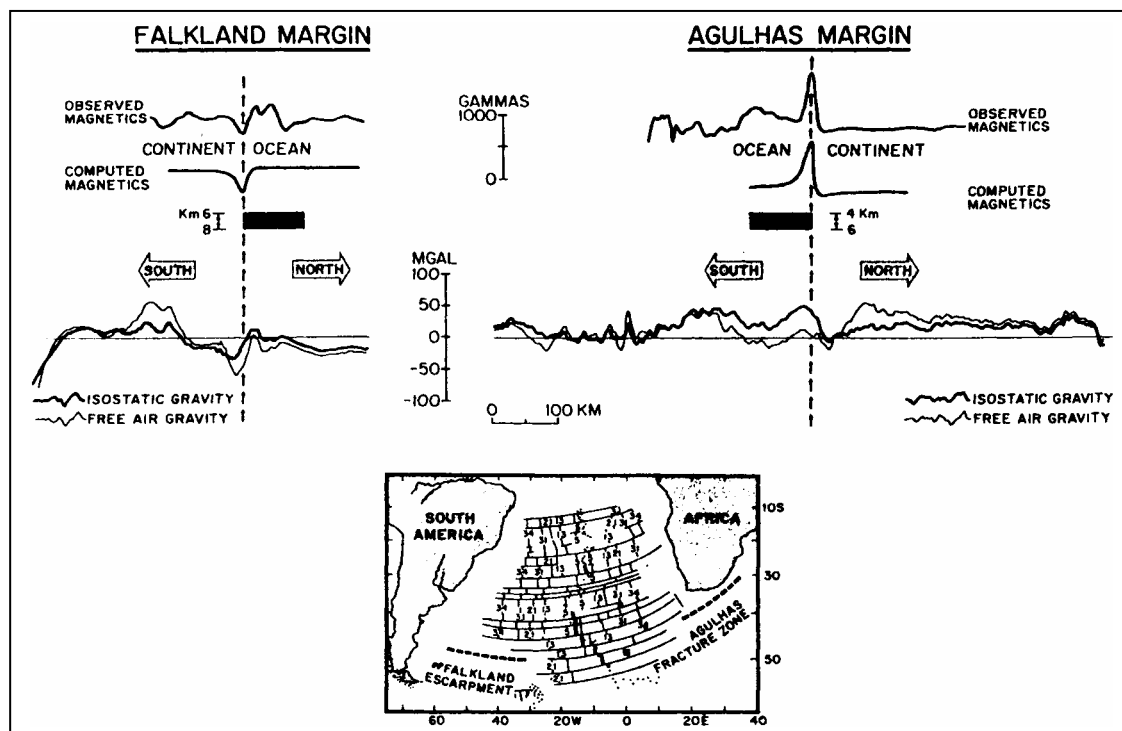 FALKLAND MARGIN
AGULHAS MARGIN
OBSERVED
MAGNETICS
CONTINENT OCEAN
COMPUTED
MAGNETICS
Km 6
8
GAMMAS
1000
0
OBSERVED
MAGNETICS
OCEAN CONTINENT
COMPUTED
MAGNETICS
4 Km
6
SOUTH
NORTH
MGAL
100
50
0
-50
-100
SOUTH
NORTH
ISOSTATIC GRAVITY
FREE AIR GRAVITY
0 100 KM
ISOSTATIC GRAVITY
FREE AIR GRAVITY
SOUTH
AMERICA
AFRICA
10S
30
50
AGULHAS
FRACTURE ZONE
FALKLAND
ESCARPMENT
60 40 20W 0 20E 40